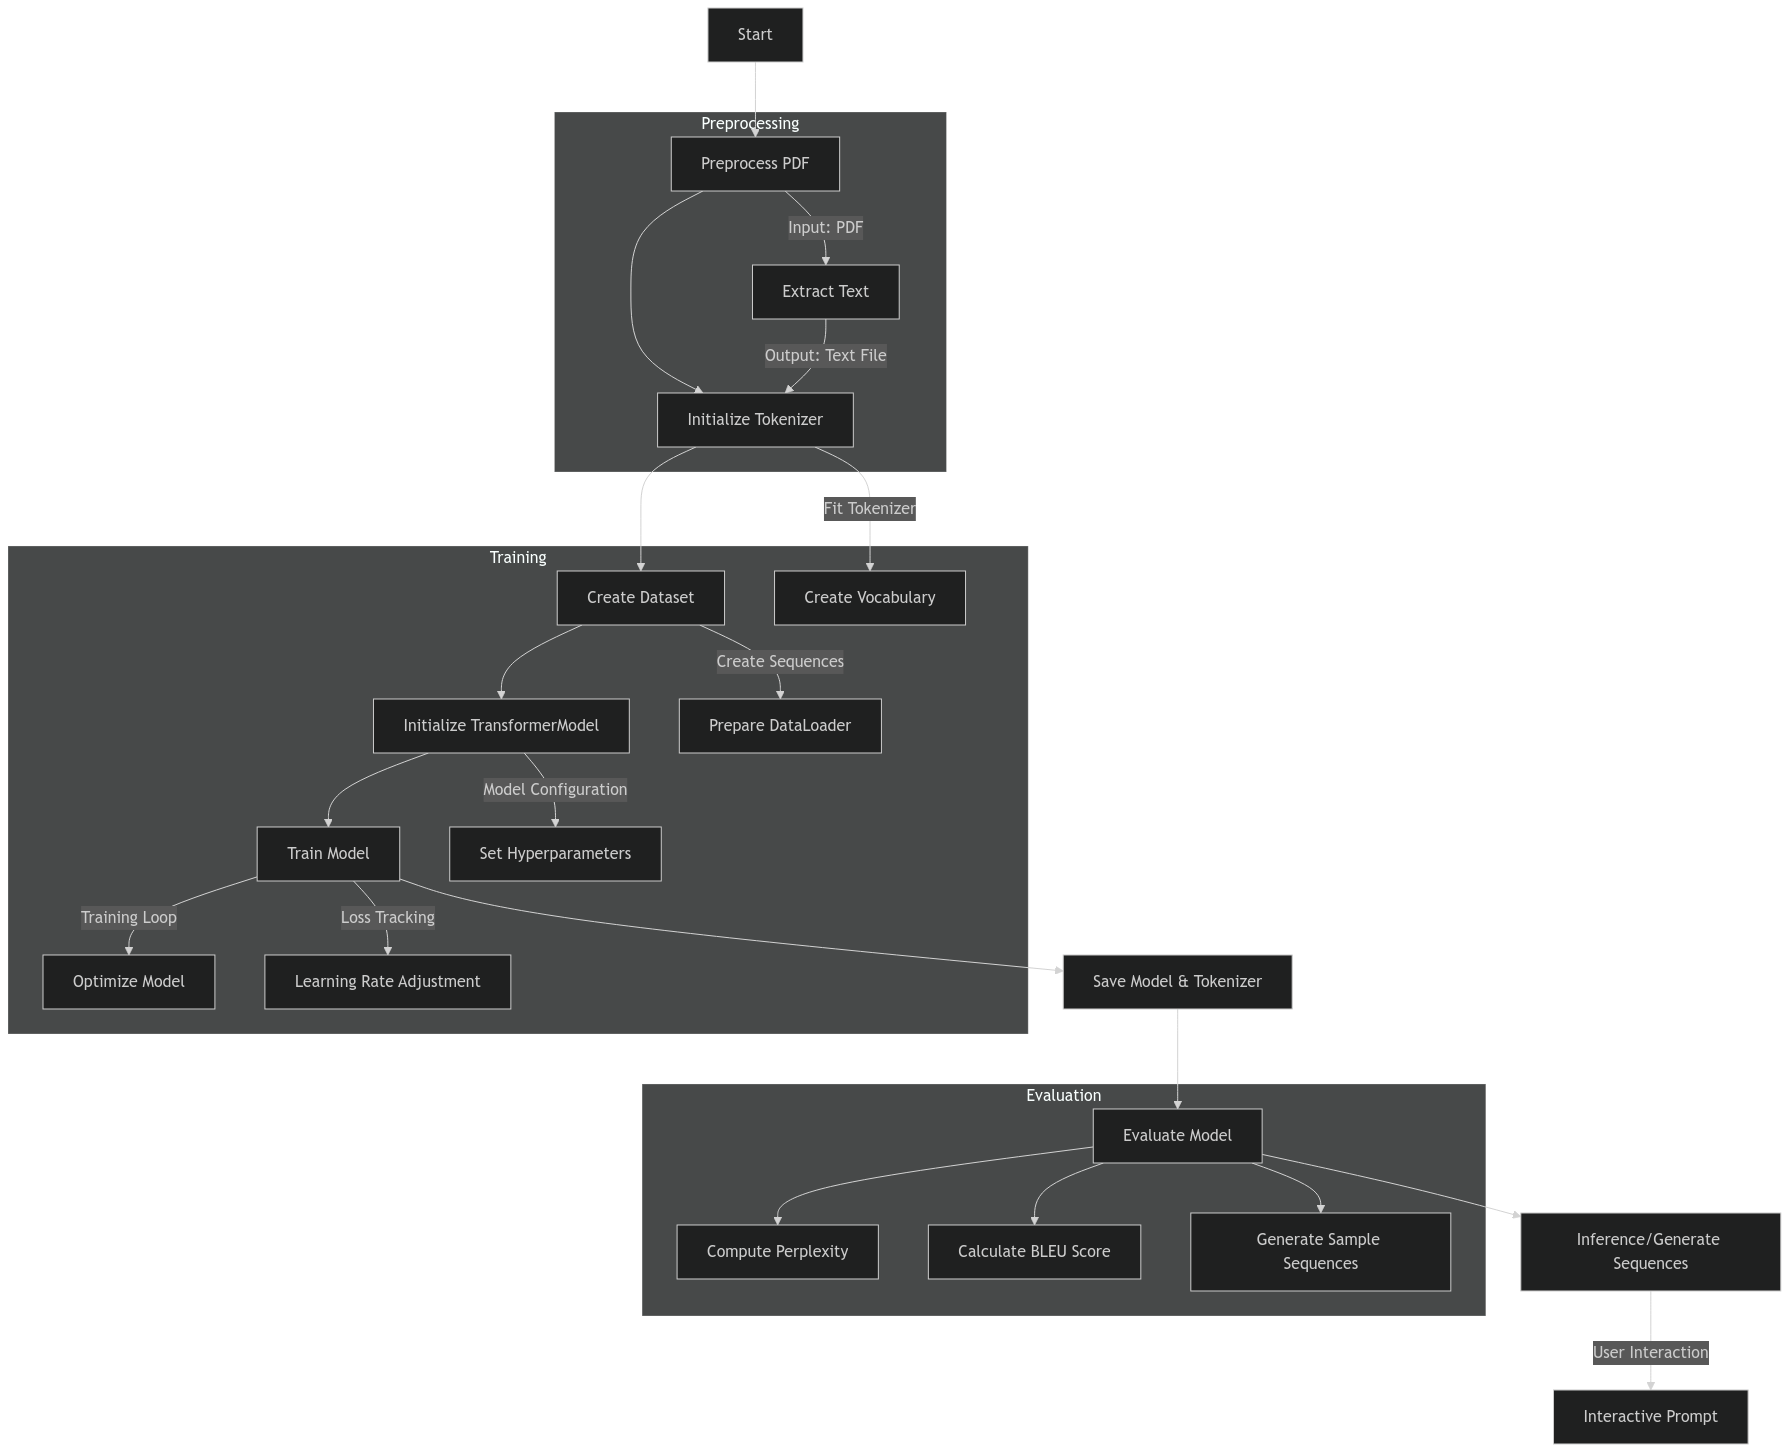 Start
Preprocessing
Preprocess PDF
Input: PDF
Extract Text
Output: Text File
Initialize Tokenizer
Fit Tokenizer
Training
Create Dataset
Create Vocabulary
Create Sequences
Initialize TransformerModel
Prepare DataLoader
Model Configuration
Train Model
Set Hyperparameters
Training Loop
Loss Tracking
Optimize Model
Learning Rate Adjustment
Save Model & Tokenizer
Evaluation
Evaluate Model
Compute Perplexity
Calculate BLEU Score
Generate Sample
Sequences
Inference/Generate
Sequences
User Interaction
Interactive Prompt